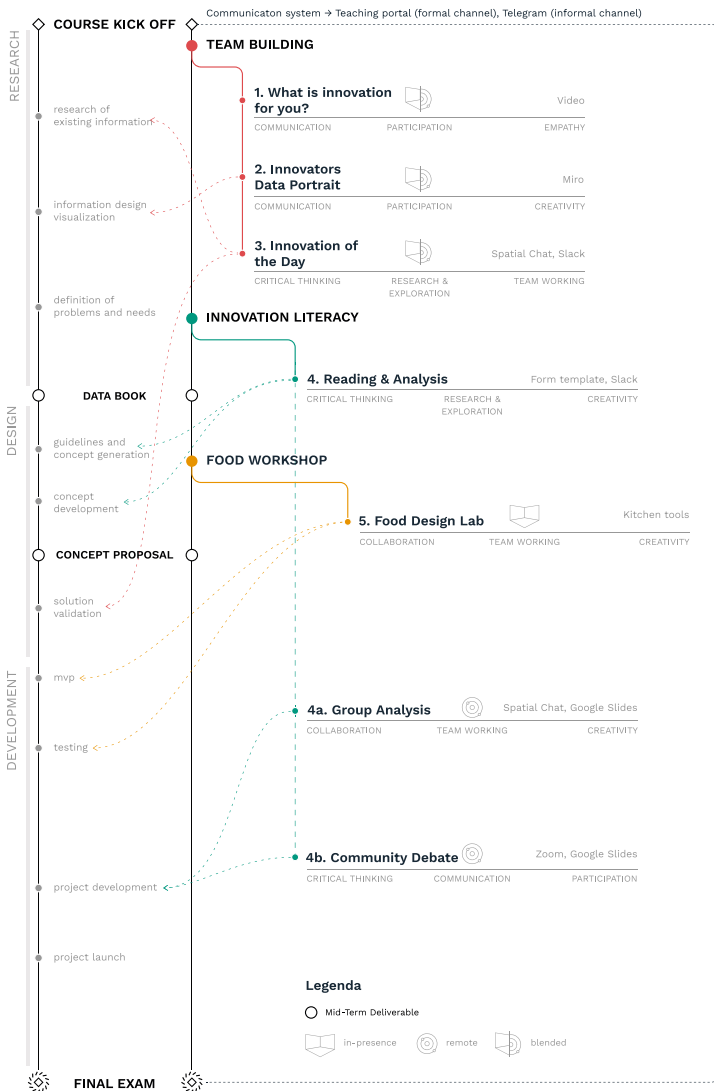 Communicaton system → Teaching portal (formal channel), Telegram (informal channel)
COURSE KICK OFF
RESEARCH
TEAM BUILDING
1. What is innovation
for you?
Video
COMMUNICATION PARTICIPATION EMPATHY
research of
existing information
2. Innovators
Data Portrait
Miro
COMMUNICATION PARTICIPATION CREATIVITY
information design
visualization
3. Innovation of
the Day
Spatial Chat, Slack
CRITICAL THINKING RESEARCH &
EXPLORATION
TEAM WORKING
definition of
problems and needs
INNOVATION LITERACY
4. Reading & Analysis Form template, Slack
CRITICAL THINKING RESEARCH &
EXPLORATION
CREATIVITY
DATA BOOK
DESIGN
guidelines and
concept generation
FOOD WORKSHOP
concept
development
5. Food Design Lab Kitchen tools
COLLABORATION TEAM WORKING CREATIVITY
CONCEPT PROPOSAL
solution
validation
DEVELOPMENT
mvp
4a. Group Analysis Spatial Chat, Google Slides
COLLABORATION TEAM WORKING CREATIVITY
testing
4b. Community Debate Zoom, Google Slides
CRITICAL THINKING COMMUNICATION PARTICIPATION
project development
project launch
Legenda
Mid-Term Deliverable
in-presence remote blended
FINAL EXAM